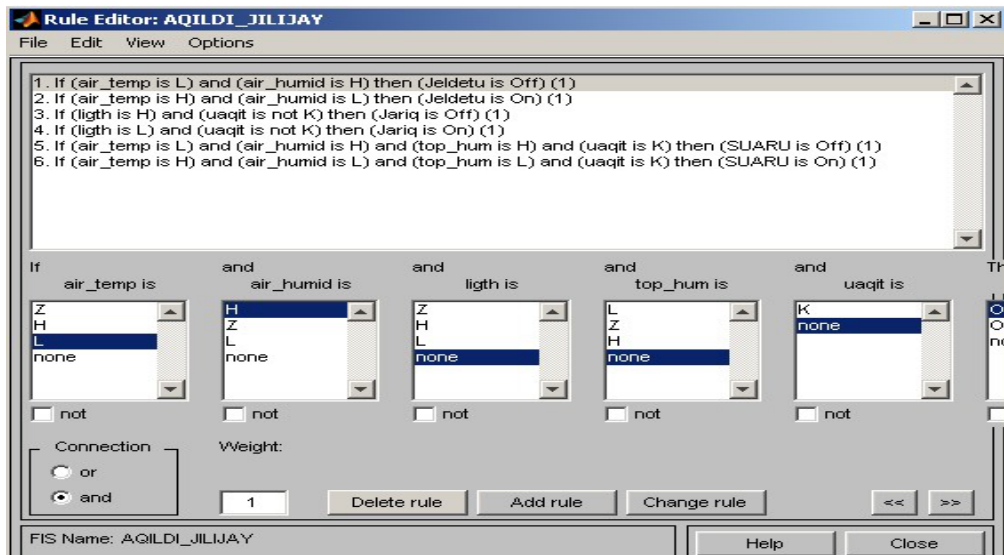 Rule Editor: AQILDI_JILIJAY
File Edit View Options
1. If (air_temp is L) and (air_humid is H) then (Jeldetu is Off) (1)
2. If (air_temp is H) and (air_humid is L) then (Jeldetu is On) (1)
3. If (ligth is H) and (uaqit is not K) then (Jariq is Off) (1)
4. If (ligth is L) and (uaqit is not K) then (Jariq is On) (1)
5. If (air_temp is L) and (air_humid is H) and (top_hum is H) and (uaqit is K) then (SUARU is Off) (1)
6. If (air_temp is H) and (air_humid is L) and (top_hum is L) and (uaqit is K) then (SUARU is On) (1)
If and and and and
air_temp is air_humid is ligth is top_hum is uaqit is
Z H Z L K
H Z H Z none
L L L H
none none none none
not not not not not
Connection Weight:
or
and 1 Delete rule Add rule Change rule << >>
FIS Name: AQILDI_JILIJAY Help Close